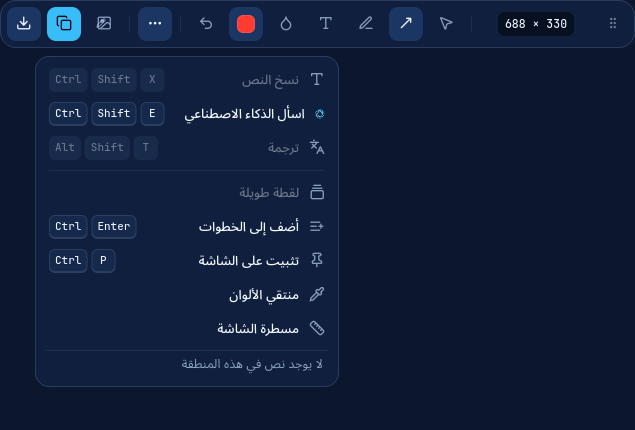 688 × 330
نسخ النص Ctrl Shift X
اسأل الذكاء الاصطناعي Ctrl Shift E
ترجمة Alt Shift T
لقطة طويلة
أضف إلى الخطوات Ctrl Enter
تثبيت على الشاشة Ctrl P
منتقي الألوان
مسطرة الشاشة
لا يوجد نص في هذه المنطقة